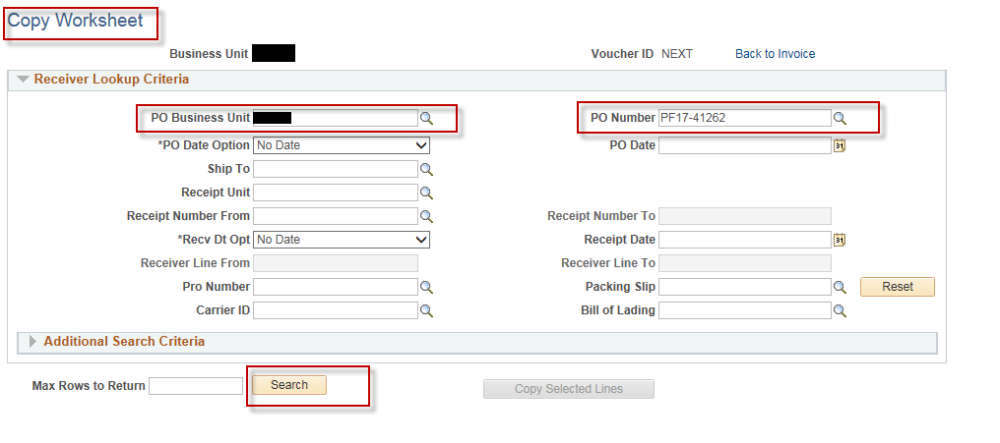 Copy Worksheet
Business Unit Voucher ID NEXT Back to Invoice
Receiver Lookup Criteria
PO Business Unit PO Number PF17-41262
*PO Date Option No Date PO Date 31
Ship To
Receipt Unit
Receipt Number From Receipt Number To
*Recv Dt Opt No Date Receipt Date 31
Receiver Line From Receiver Line To
Pro Number Packing Slip Reset
Carrier ID Bill of Lading
Additional Search Criteria
Max Rows to Return Search Copy Selected Lines